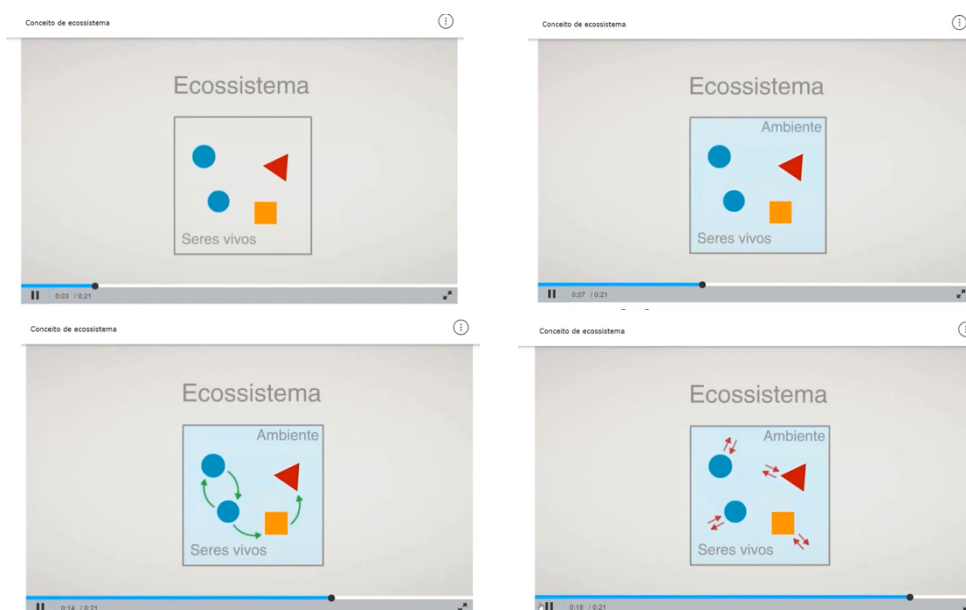 Conceito de ecossistema
Ecossistema
Seres vivos
0:03 / 0:21
Conceito de ecossistema
Ecossistema
Ambiente
Seres vivos
0:07 / 0:21
Conceito de ecossistema
Ecossistema
Ambiente
Seres vivos
0:14 / 0:21
Conceito de ecossistema
Ecossistema
Ambiente
Seres vivos
0:18 / 0:21